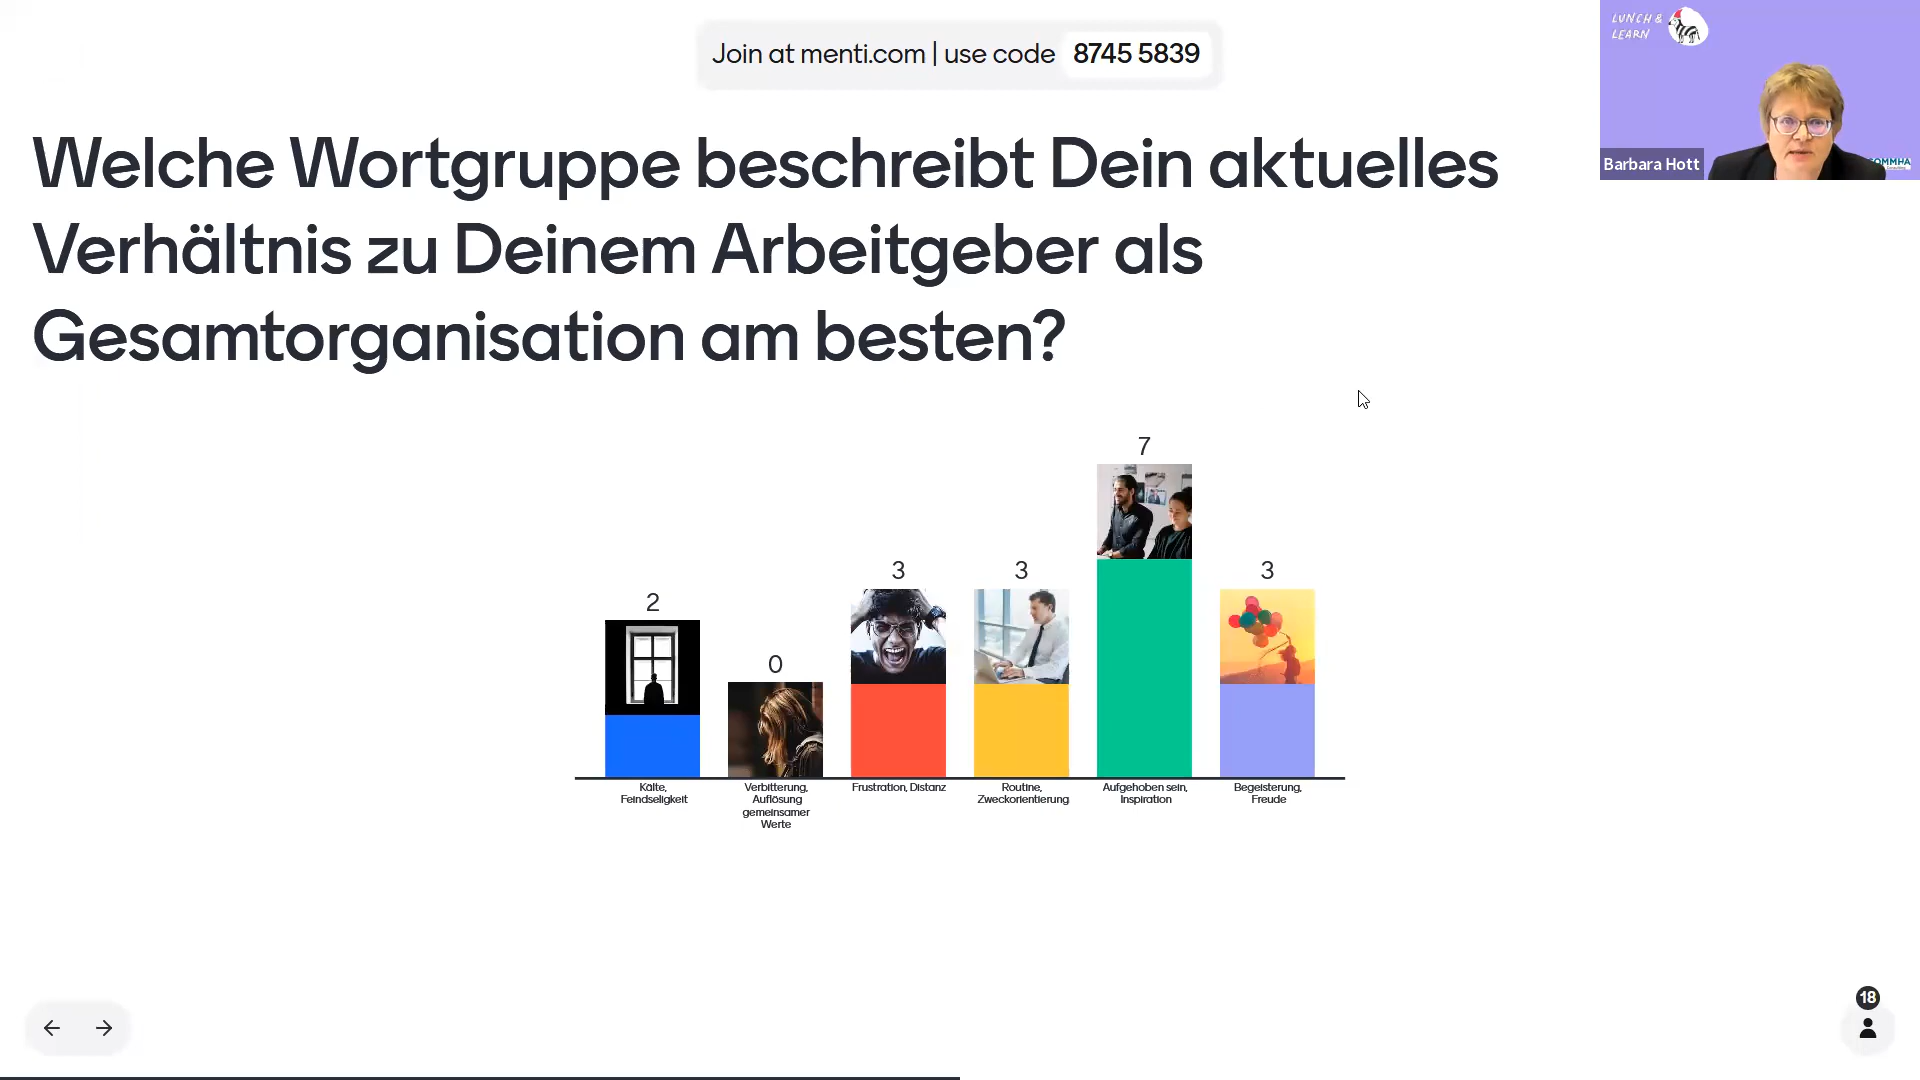 Join at menti.com | use code 8745 5839
LUNCH &
LEARN
Barbara Hott
Welche Wortgruppe beschreibt Dein aktuelles
Verhältnis zu Deinem Arbeitgeber als
Gesamtorganisation am besten?
2
0
3
3
7
3
Kälte,
Feindseligkeit
Verbitterung,
Auflösung
gemeinsamer
Werte
Frustration, Distanz
Routine,
Zweckorientierung
Aufgehoben sein,
Inspiration
Begeisterung,
Freude
18